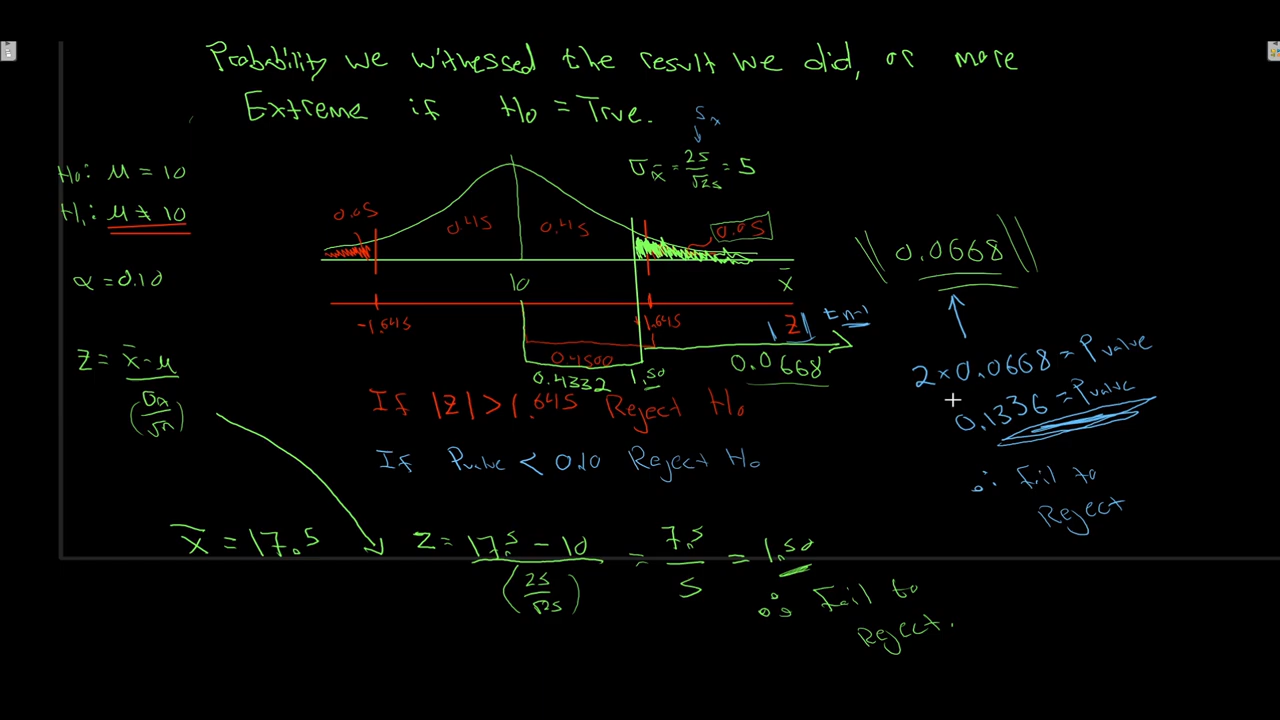 Probability we witnessed the result we did, or more
Extreme if H₀ = True.
Sₓ
σx̄ = 25/√25 = 5
H₀: μ = 10
H₁: μ ≠ 10
α = 0.10
0.05
0.45
0.45
0.05
10
x̄
-1.645
+1.645
|Z|
t n-1
0.4500
0.4332
1.50
0.0668
\\ 0.0668 \\
2 × 0.0668 = P value
0.1336 = Pvalue
∴ Fail to
Reject
Z = x̄ - μ / (σx/√n)
If |Z| > 1.645 Reject H₀
If Pvalue < 0.10 Reject H₀
x̄ = 17.5
Z = 17.5 - 10 / (25/√25) = 7.5 / 5 = 1.50
∴ Fail to
Reject.